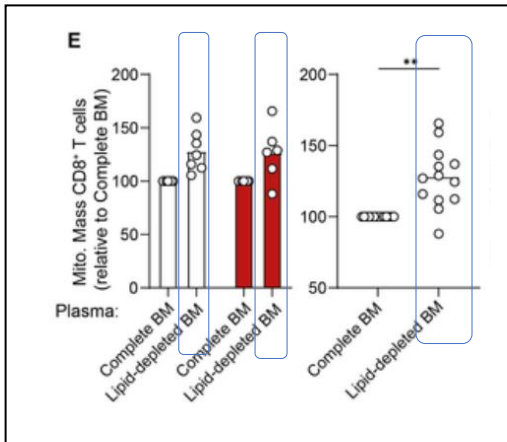 E
Mito. Mass CD8⁺ T cells
(relative to Complete BM)
200
150
100
50
0
Plasma:
Complete BM
Lipid-depleted BM
Complete BM
Lipid-depleted BM
**
200
150
100
50
Complete BM
Lipid-depleted BM